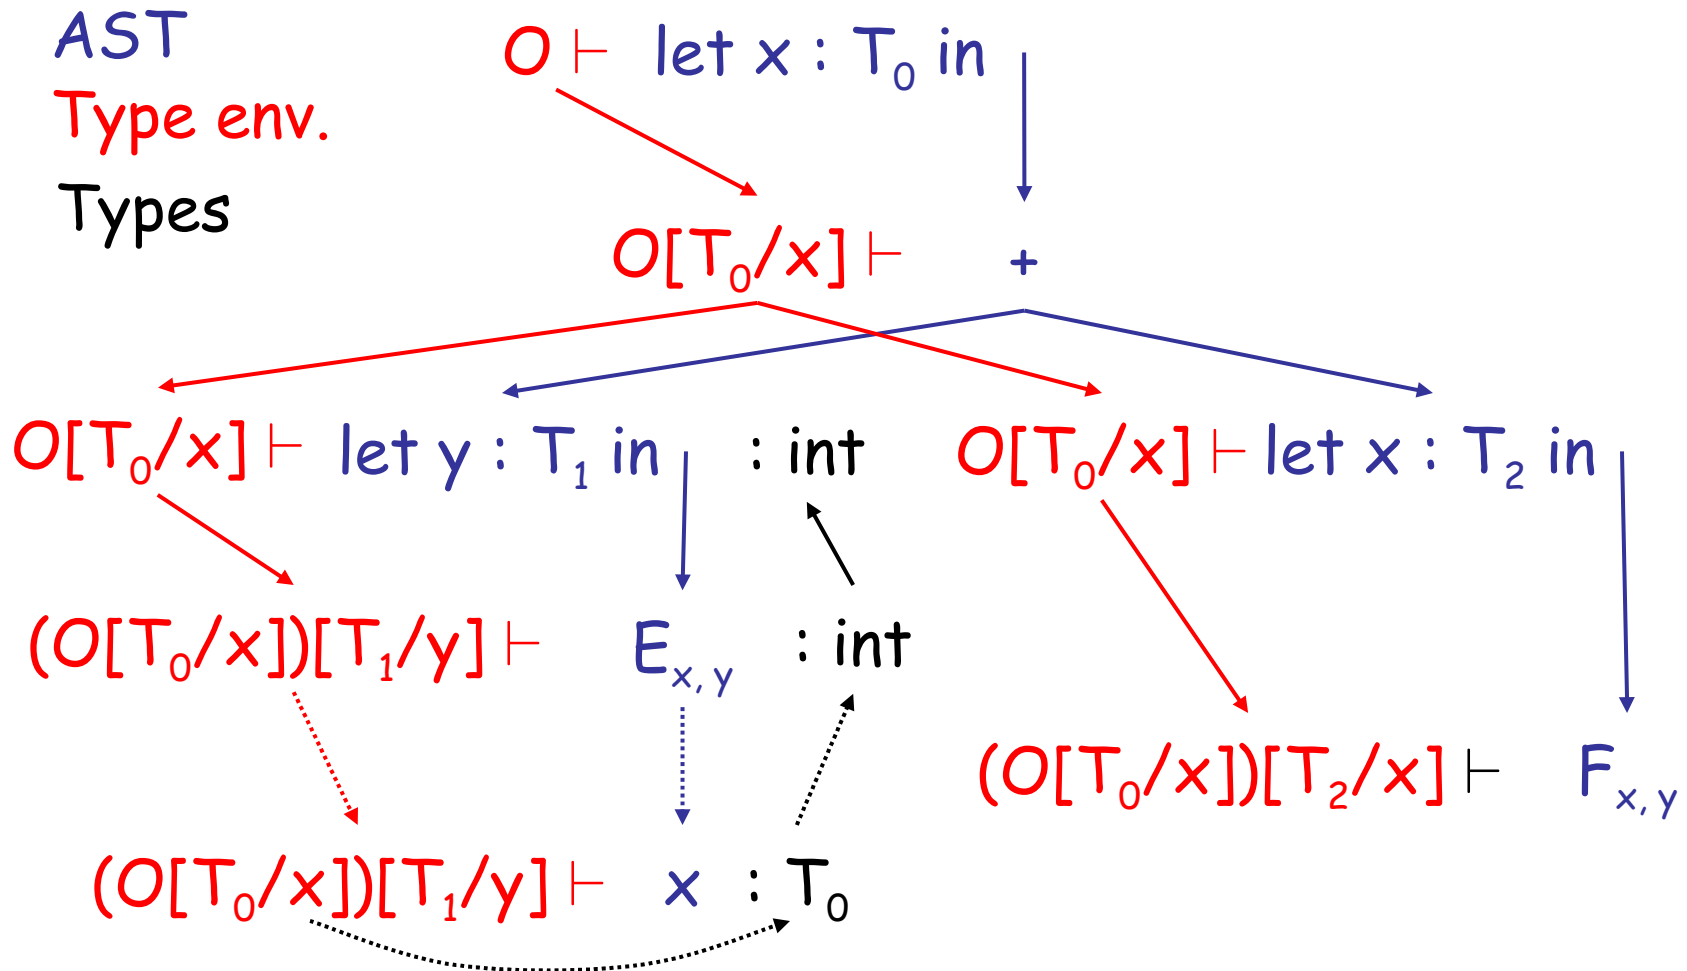 AST
Type env.
Types
O ⊢ let x : T₀ in
O[T₀/x] ⊢ +
O[T₀/x] ⊢ let y : T₁ in : int
O[T₀/x] ⊢ let x : T₂ in
(O[T₀/x])[T₁/y] ⊢ Eₓ, y : int
(O[T₀/x])[T₂/x] ⊢ Fₓ, y
(O[T₀/x])[T₁/y] ⊢ x : T₀